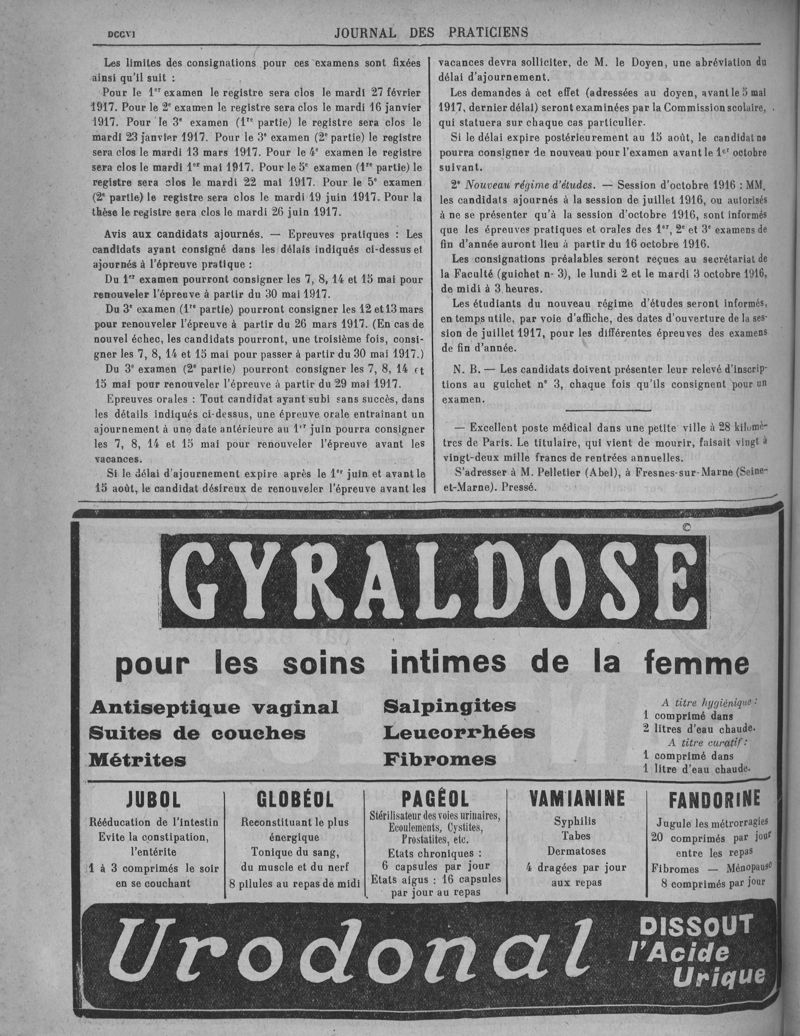 DCCVI
JOURNAL DES PRATICIENS
Les limites des consignations pour ces examens sont fixées
ainsi qu'il suit :
Pour le 1er examen le registre sera clos le mardi 27 février
1917. Pour le 2e examen le registre sera clos le mardi 16 janvier
1917. Pour le 3e examen (1re partie) le registre sera clos le
mardi 23 janvier 1917. Pour le 3e examen (2e partie) le registre
sera clos le mardi 13 mars 1917. Pour le 4e examen le registre
sera clos le mardi 1er mai 1917. Pour le 5e examen (1re partie) le
registre sera clos le mardi 22 mai 1917. Pour le 5e examen
(2e partie) le registre sera clos le mardi 19 juin 1917. Pour la
thèse le registre sera clos le mardi 26 juin 1917.
Avis aux candidats ajournés. — Epreuves pratiques : Les
candidats ayant consigné dans les délais indiqués ci-dessus et
ajournés à l'épreuve pratique :
Du 1er examen pourront consigner les 7, 8, 14 et 15 mai pour
renouveler l'épreuve à partir du 30 mai 1917.
Du 3e examen (1re partie) pourront consigner les 12 et 13 mars
pour renouveler l'épreuve à partir du 26 mars 1917. (En cas de
nouvel échec, les candidats pourront, une troisième fois, consi-
gner les 7, 8, 14 et 15 mai pour passer à partir du 30 mai 1917.)
Du 3e examen (2e partie) pourront consigner les 7, 8, 14 et
15 mai pour renouveler l'épreuve à partir du 29 mai 1917.
Epreuves orales : Tout candidat ayant subi sans succès, dans
les détails indiqués ci-dessus, une épreuve orale entraînant un
ajournement à une date antérieure au 1er juin pourra consigner
les 7, 8, 14 et 15 mai pour renouveler l'épreuve avant les
vacances.
Si le délai d'ajournement expire après le 1er juin et avant le
15 août, le candidat désireux de renouveler l'épreuve avant les
vacances devra solliciter, de M. le Doyen, une abréviation du
délai d'ajournement.
Les demandes à cet effet (adressées au doyen, avant le 5 mai
1917, dernier délai) seront examinées par la Commission scolaire,
qui statuera sur chaque cas particulier.
Si le délai expire postérieurement au 15 août, le candidat ne
pourra consigner de nouveau pour l'examen avant le 1er octobre
suivant.
2° Nouveau régime d'études. — Session d'octobre 1916 : MM.
les candidats ajournés à la session de juillet 1916, ou autorisés
à ne se présenter qu'à la session d'octobre 1916, sont informés
que les épreuves pratiques et orales des 1er, 2e et 3e examens de
fin d'année auront lieu à partir du 16 octobre 1916.
Les consignations préalables seront reçues au secrétariat de
la Faculté (guichet n° 3), le lundi 2 et le mardi 3 octobre 1916,
de midi à 3 heures.
Les étudiants du nouveau régime d'études seront informés,
en temps utile, par voie d'affiche, des dates d'ouverture de la ses-
sion de juillet 1917, pour les différentes épreuves des examens
de fin d'année.
N. B. — Les candidats doivent présenter leur relevé d'inscrip-
tions au guichet n° 3, chaque fois qu'ils consignent pour un
examen.
— Excellent poste médical dans une petite ville à 28 kilomè-
tres de Paris. Le titulaire, qui vient de mourir, faisait vingt à
vingt-deux mille francs de rentrées annuelles.
S'adresser à M. Pelletier (Abel), à Fresnes-sur-Marne (Seine-
et-Marne). Pressé.
©
GYRALDOSE
pour les soins intimes de la femme
Antiseptique vaginal
Suites de couches
Métrites
Salpingites
Leucorrhées
Fibromes
A titre hygiénique :
1 comprimé dans
2 litres d'eau chaude.
A titre curatif :
1 comprimé dans
1 litre d'eau chaude.
JUBOL
Rééducation de l'intestin
Evite la constipation,
l'entérite
1 à 3 comprimés le soir
en se couchant
GLOBÉOL
Reconstituant le plus
énergique
Tonique du sang,
du muscle et du nerf
8 pilules au repas de midi
PAGÉOL
Stérilisateur des voies urinaires,
Ecoulements, Cystites,
Prostatites, etc.
Etats chroniques :
6 capsules par jour
Etats aigus : 16 capsules
par jour au repas
VAMIANINE
Syphilis
Tabes
Dermatoses
4 dragées par jour
aux repas
FANDORINE
Jugule les métrorragies
20 comprimés par jour
entre les repas
Fibromes — Ménopause
8 comprimés par jour
Urodonal
DISSOUT
l'Acide
Urique